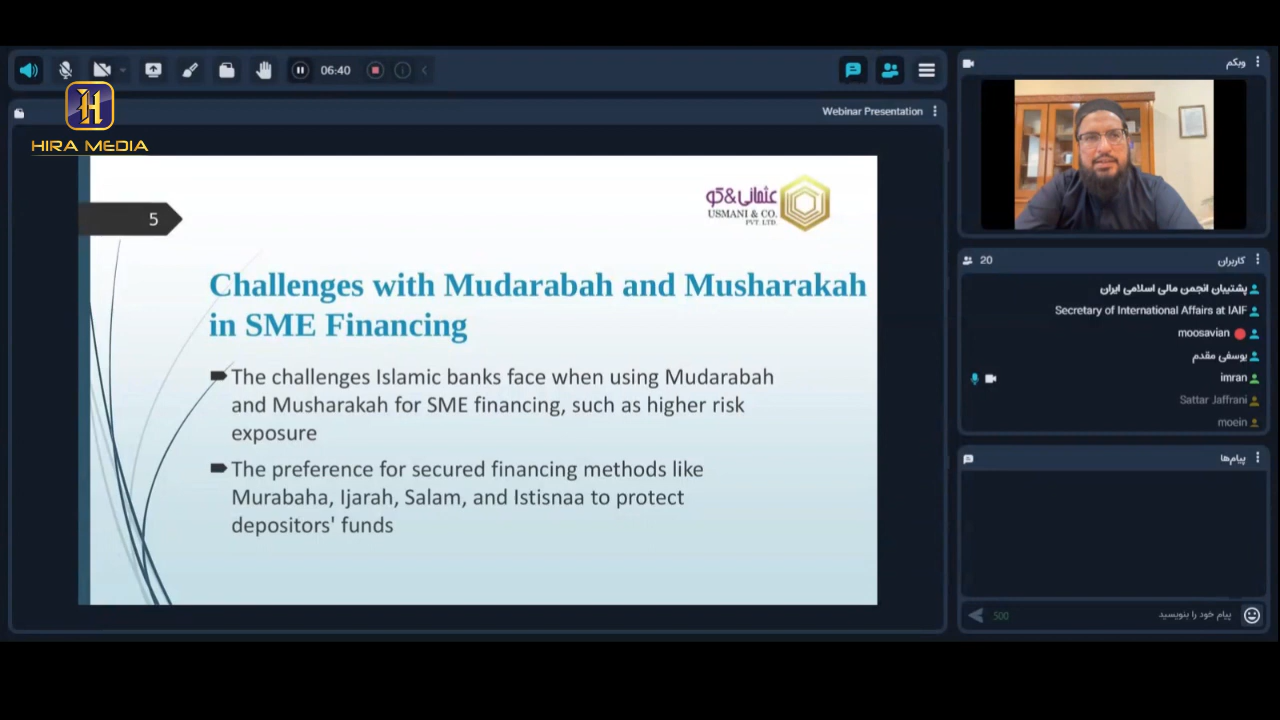 06:40
HIRA MEDIA
Webinar Presentation
5
عثمانی&کو
USMANI & CO.
PVT. LTD.
Challenges with Mudarabah and Musharakah
in SME Financing
The challenges Islamic banks face when using Mudarabah
and Musharakah for SME financing, such as higher risk
exposure
The preference for secured financing methods like
Murabaha, Ijarah, Salam, and Istisnaa to protect
depositors' funds
وبکم
20
کاربران
پشتیبان انجمن مالی اسلامی ایران
Secretary of International Affairs at IAIF
moosavian
یوسفی مقدم
imran
Sattar Jaffrani
moein
پیام‌ها
500
پیام خود را بنویسید